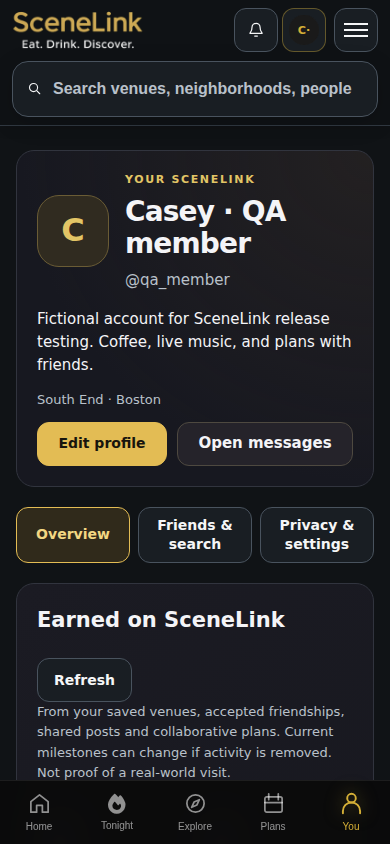 SceneLink
Eat. Drink. Discover.
C·
Search venues, neighborhoods, people
YOUR SCENELINK
C
Casey · QA
member
@qa_member
Fictional account for SceneLink release
testing. Coffee, live music, and plans with
friends.
South End · Boston
Edit profile
Open messages
Overview
Friends &
search
Privacy &
settings
Earned on SceneLink
Refresh
From your saved venues, accepted friendships,
shared posts and collaborative plans. Current
milestones can change if activity is removed.
Not proof of a real-world visit.
Home
Tonight
Explore
Plans
You